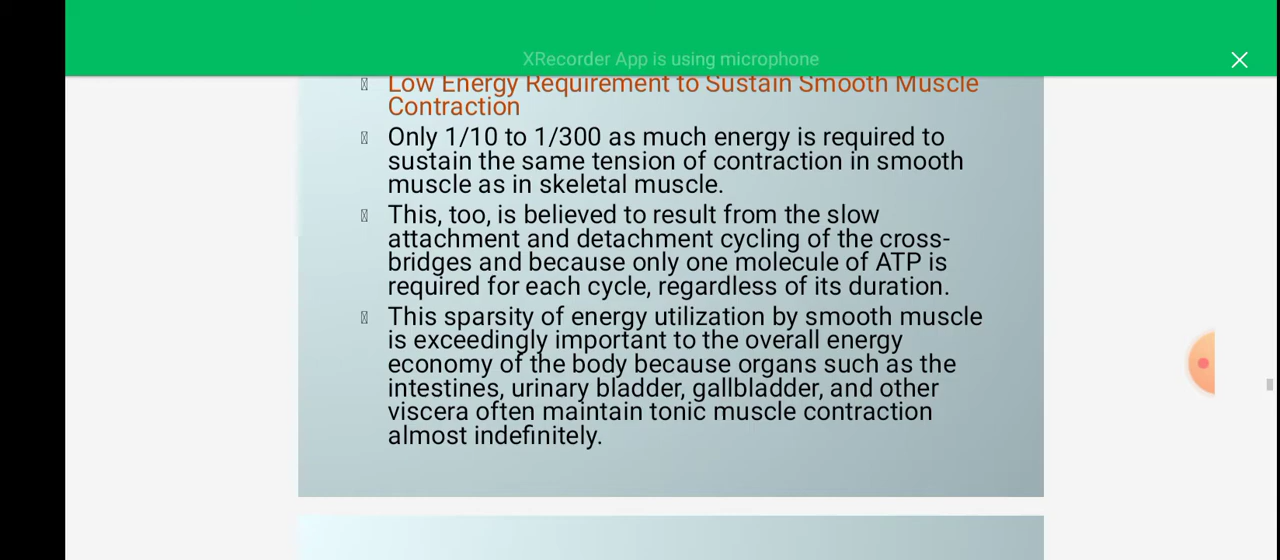 XRecorder App is using microphone
Low Energy Requirement to Sustain Smooth Muscle
Contraction
Only 1/10 to 1/300 as much energy is required to
sustain the same tension of contraction in smooth
muscle as in skeletal muscle.
This, too, is believed to result from the slow
attachment and detachment cycling of the cross-
bridges and because only one molecule of ATP is
required for each cycle, regardless of its duration.
This sparsity of energy utilization by smooth muscle
is exceedingly important to the overall energy
economy of the body because organs such as the
intestines, urinary bladder, gallbladder, and other
viscera often maintain tonic muscle contraction
almost indefinitely.